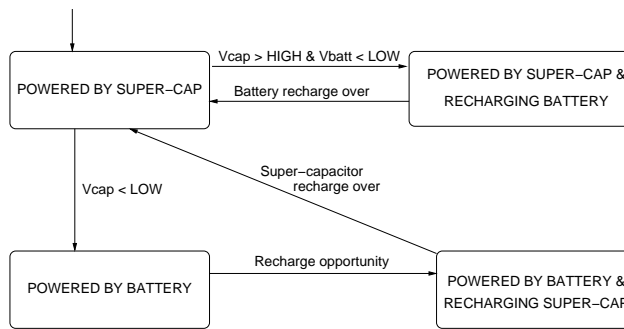 Vcap > HIGH & Vbatt < LOW
POWERED BY SUPER−CAP
POWERED BY SUPER−CAP &
RECHARGING BATTERY
Battery recharge over
Super−capacitor
recharge over
Vcap < LOW
Recharge opportunity
POWERED BY BATTERY
POWERED BY BATTERY &
RECHARGING SUPER−CAP